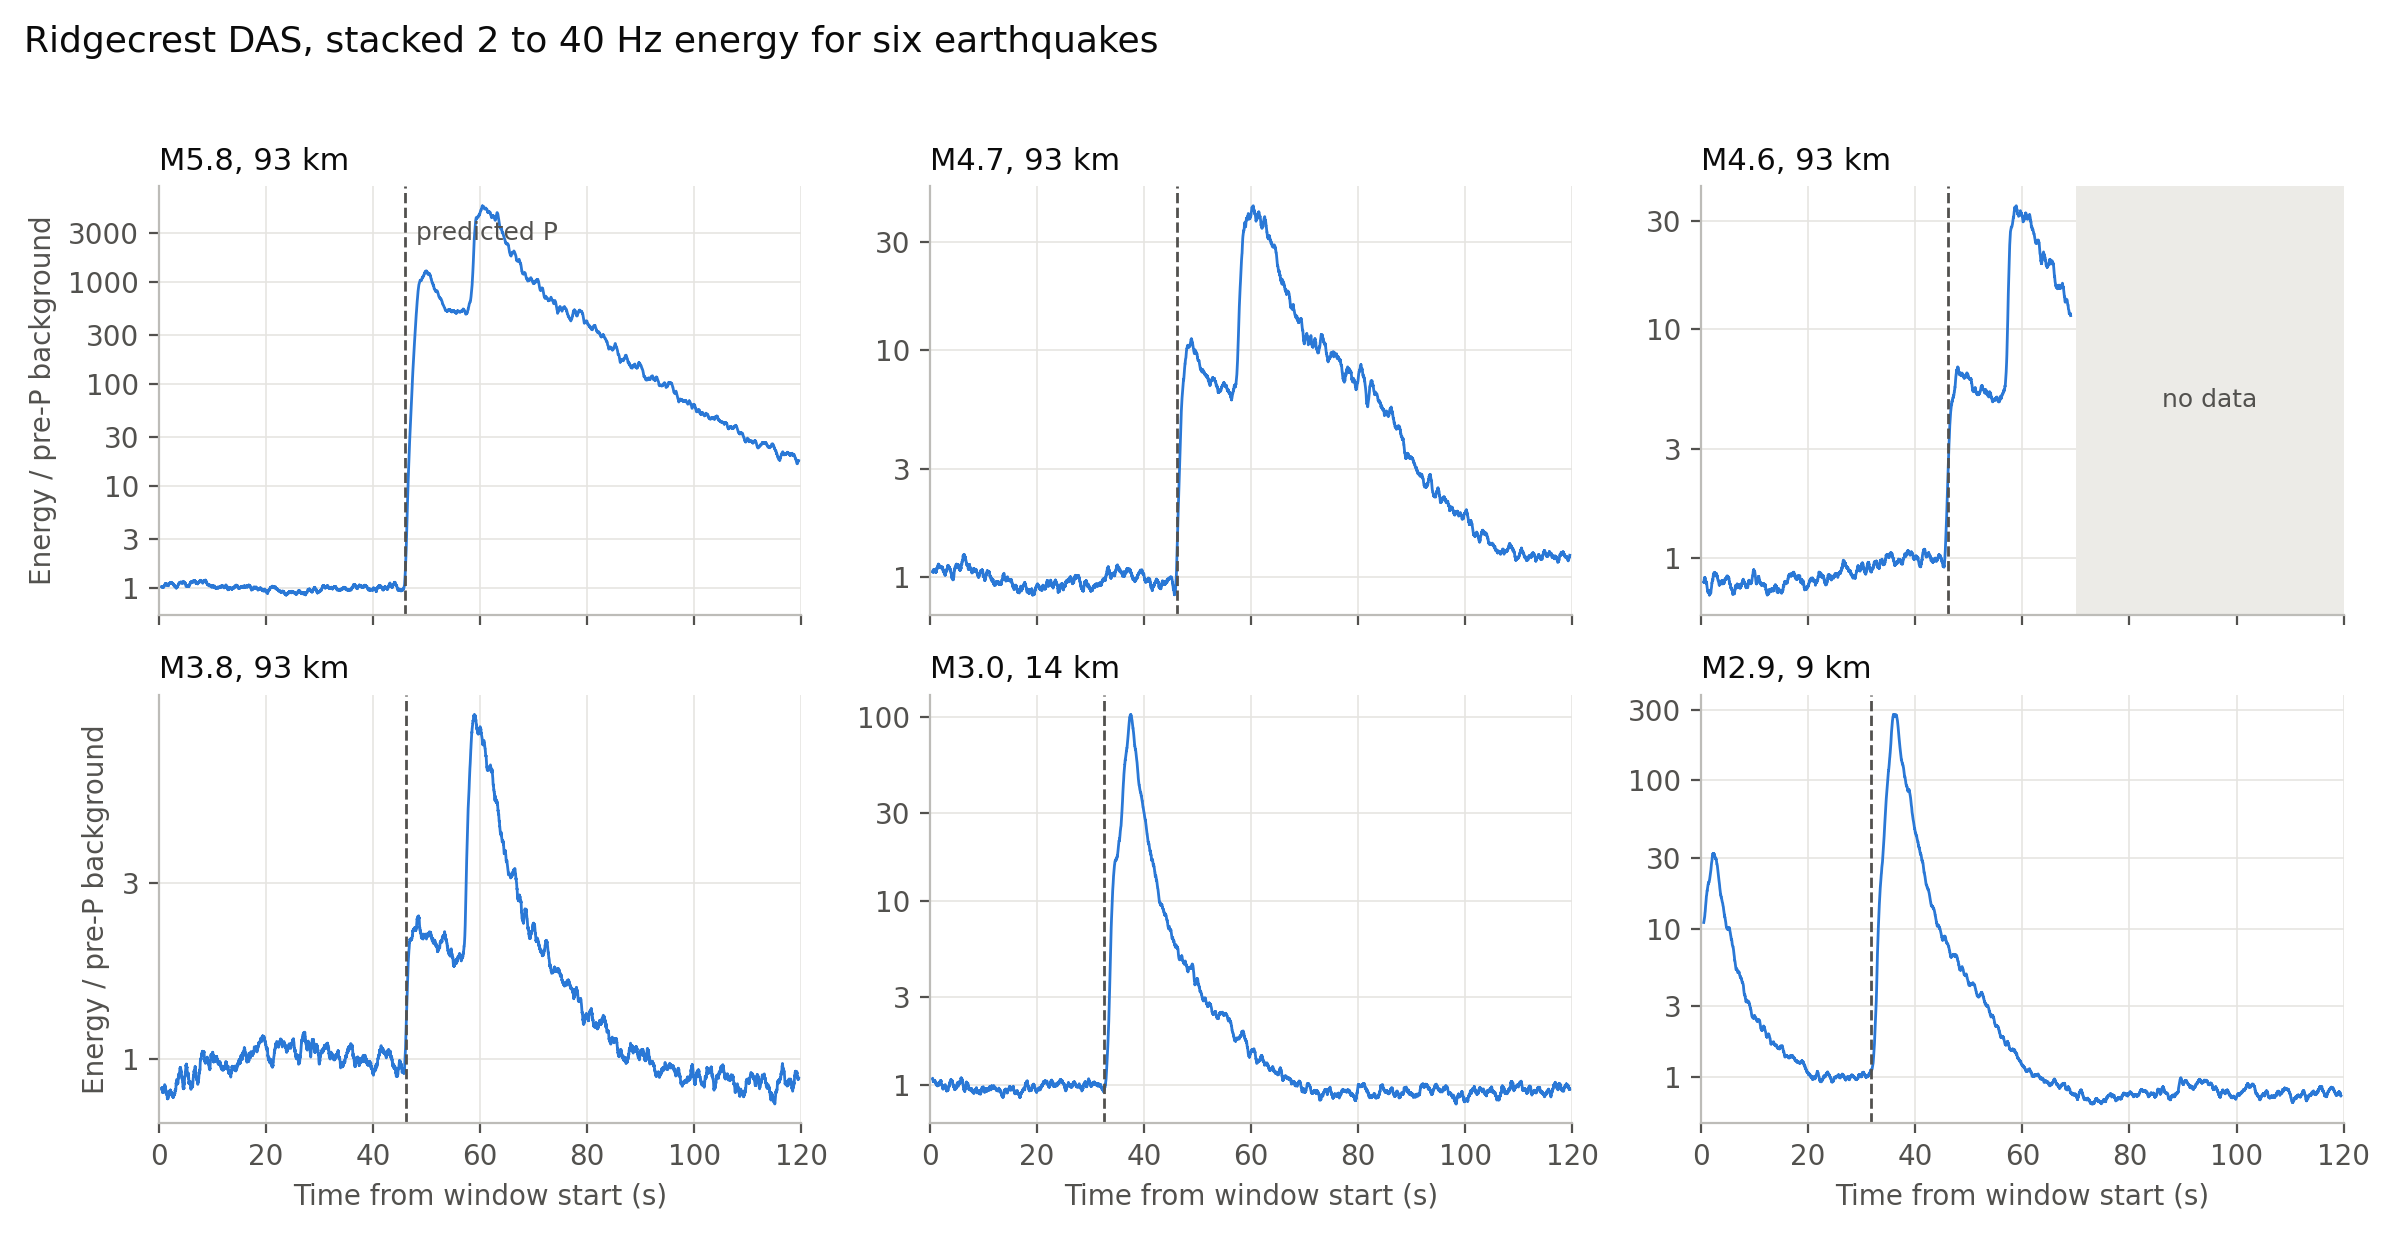 Ridgecrest DAS, stacked 2 to 40 Hz energy for six earthquakes
M5.8, 93 km
Energy / pre-P background
3000
1000
300
100
30
10
3
1
predicted P
M4.7, 93 km
30
10
3
1
M4.6, 93 km
30
10
3
1
no data
M3.8, 93 km
Energy / pre-P background
3
1
0 20 40 60 80 100 120
Time from window start (s)
M3.0, 14 km
100
30
10
3
1
0 20 40 60 80 100 120
Time from window start (s)
M2.9, 9 km
300
100
30
10
3
1
0 20 40 60 80 100 120
Time from window start (s)